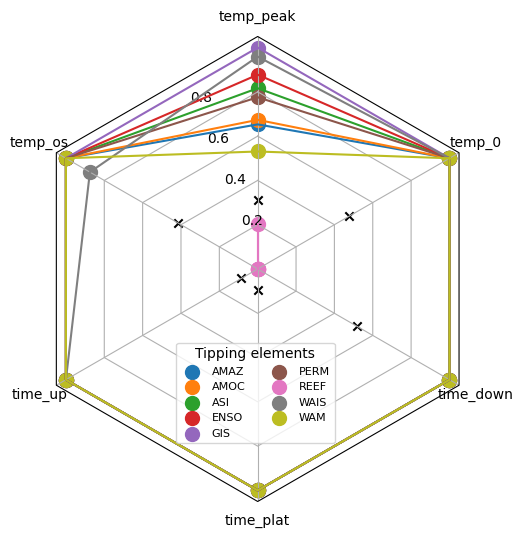 temp_peak
0.8
temp_os
temp_0
0.6
0.4
0.2
Tipping elements
AMAZ
PERM
AMOC
REEF
ASI
WAIS
ENSO
WAM
GIS
time_up
time_down
time_plat